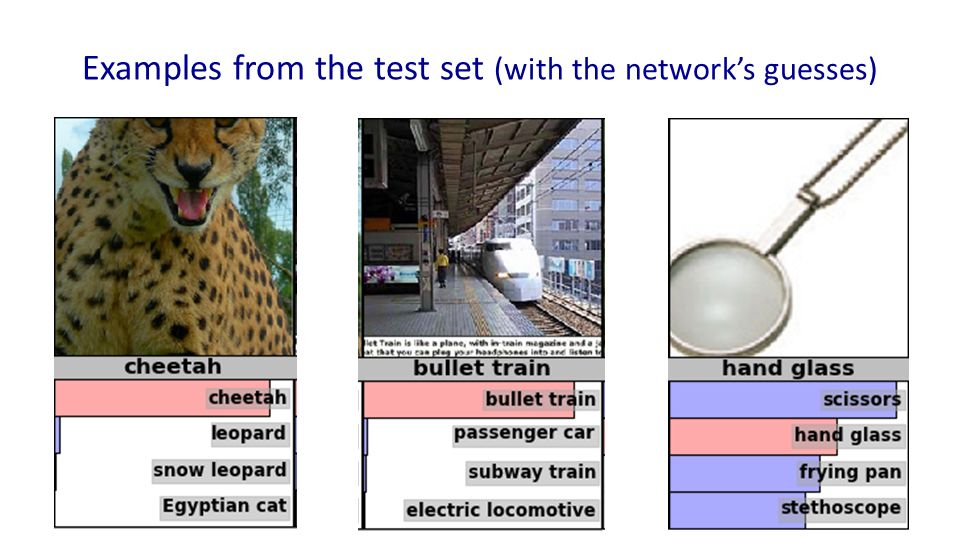 Examples from the test set (with the network's guesses)
let Train is like a plane, with in-train magazine and a
at that you can plug your headphones into and listen
cheetah
cheetah
leopard
snow leopard
Egyptian cat
bullet train
bullet train
passenger car
subway train
electric locomotive
hand glass
scissors
hand glass
frying pan
stethoscope